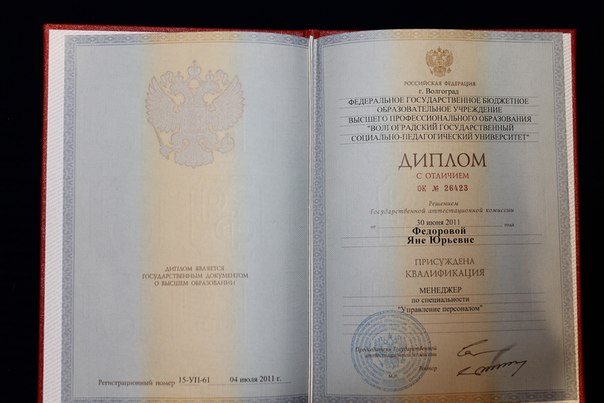 ДИПЛОМ ЯВЛЯЕТСЯ
ГОСУДАРСТВЕННЫМ ДОКУМЕНТОМ
О ВЫСШЕМ ОБРАЗОВАНИИ
Регистрационный номер 15-УП-61 04 июля 2011 г.
РОССИЙСКАЯ ФЕДЕРАЦИЯ
г. Волгоград
ФЕДЕРАЛЬНОЕ ГОСУДАРСТВЕННОЕ БЮДЖЕТНОЕ
ОБРАЗОВАТЕЛЬНОЕ УЧРЕЖДЕНИЕ
ВЫСШЕГО ПРОФЕССИОНАЛЬНОГО ОБРАЗОВАНИЯ
"ВОЛГОГРАДСКИЙ ГОСУДАРСТВЕННЫЙ
СОЦИАЛЬНО-ПЕДАГОГИЧЕСКИЙ УНИВЕРСИТЕТ"
ДИПЛОМ
С ОТЛИЧИЕМ
ОК № 26423
Решением
Государственной аттестационной комиссии
от 30 июня 2011 года
Федоровой
Яне Юрьевне
ПРИСУЖДЕНА
КВАЛИФИКАЦИЯ
МЕНЕДЖЕР
по специальности
"Управление персоналом"
Председатель Государственной
аттестационной комиссии
Ректор
М.П.